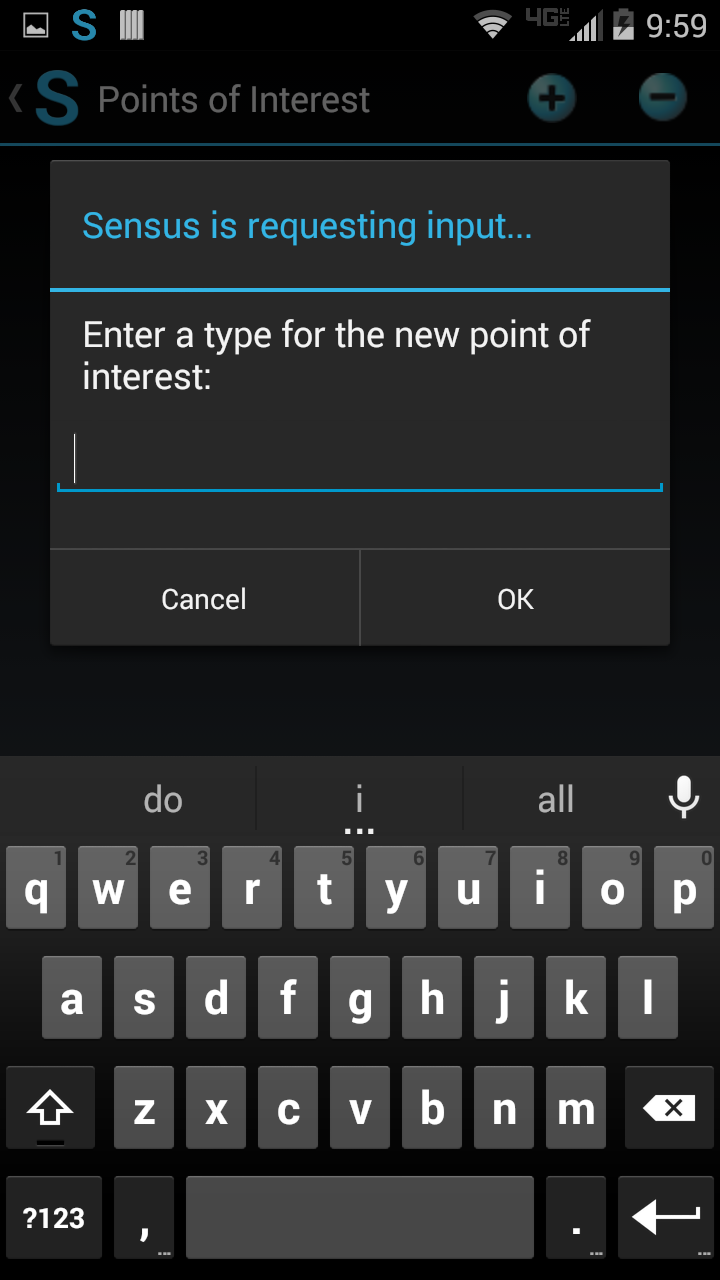 S 4G LTE 9:59
S Points of Interest
Sensus is requesting input...
Enter a type for the new point of
interest:
Cancel OK
do i all
...
1 2 3 4 5 6 7 8 9 0
q w e r t y u i o p
a s d f g h j k l
z x c v b n m
?123 , ... . ... ...